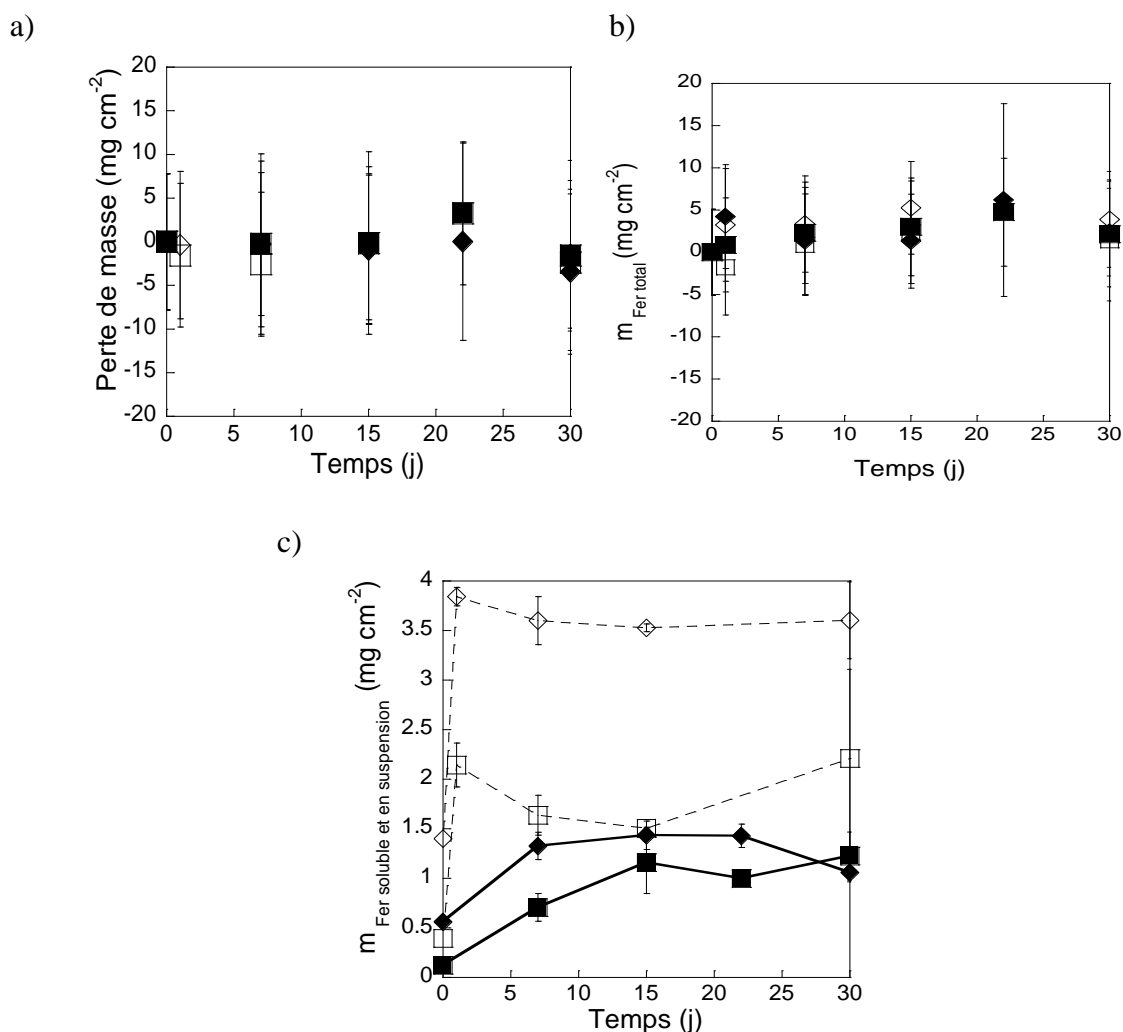 a)
Perte de masse (mg cm-2)
20
15
10
5
0
-5
-10
-15
-20
0 5 10 15 20 25 30
Temps (j)
b)
m Fer total (mg cm-2)
20
15
10
5
0
-5
-10
-15
-20
0 5 10 15 20 25 30
Temps (j)
c)
m Fer soluble et en suspension (mg cm-2)
4
3.5
3
2.5
2
1.5
1
0.5
0
0 5 10 15 20 25 30
Temps (j)